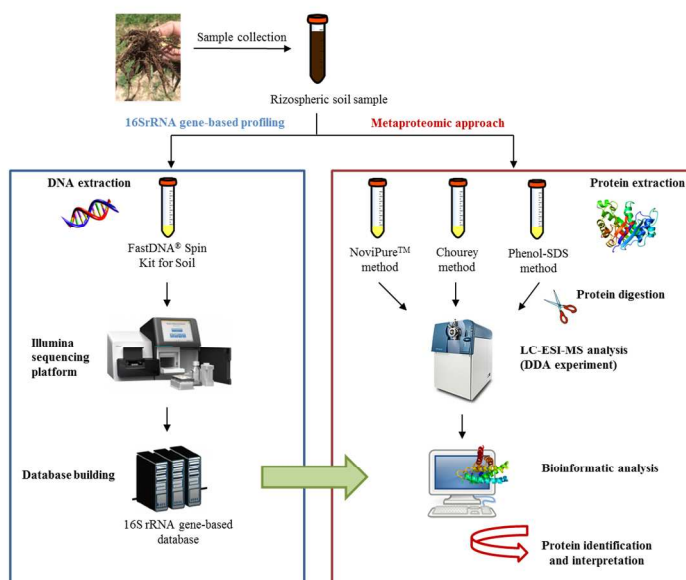 Sample collection
Rizospheric soil sample
16SrRNA gene-based profiling
Metaproteomic approach
DNA extraction
FastDNA® Spin
Kit for Soil
Illumina
sequencing
platform
Database building
16S rRNA gene-based
database
Protein extraction
NoviPure™
method
Chourey
method
Phenol-SDS
method
Protein digestion
LC-ESI-MS analysis
(DDA experiment)
Bioinformatic analysis
Protein identification
and interpretation